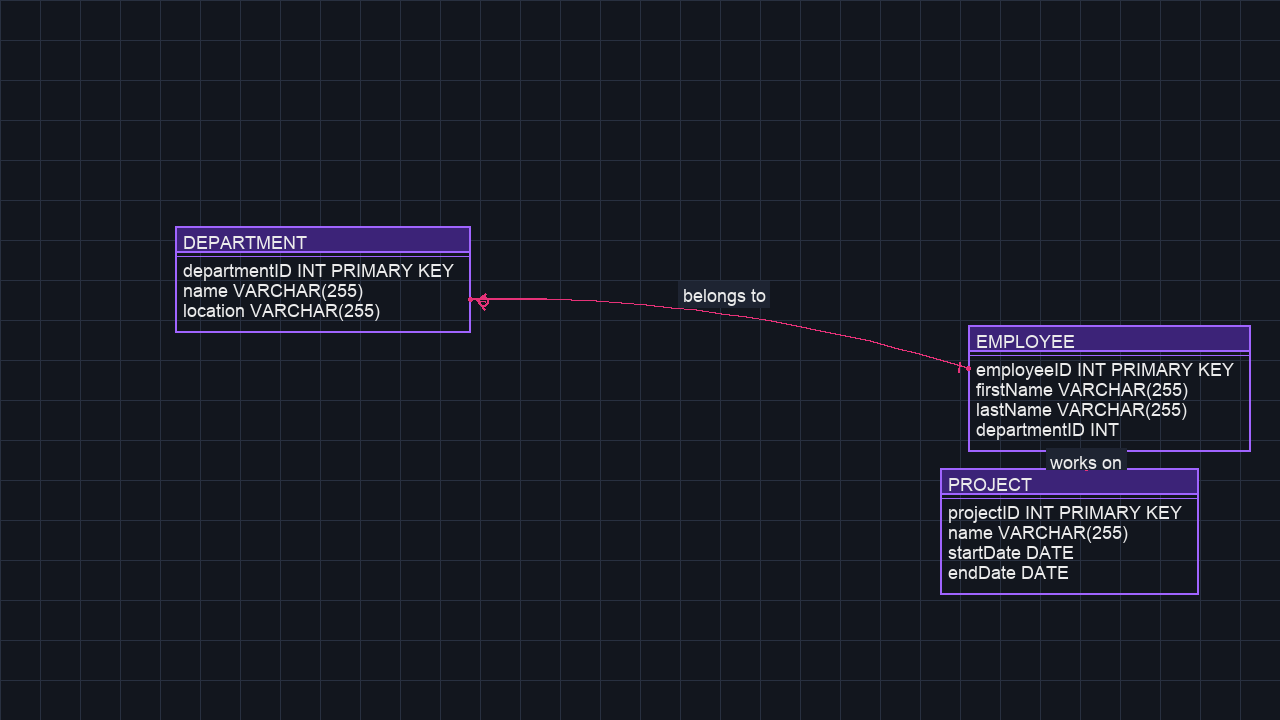 DEPARTMENT
departmentID INT PRIMARY KEY
name VARCHAR(255)
location VARCHAR(255)
belongs to
EMPLOYEE
employeeID INT PRIMARY KEY
firstName VARCHAR(255)
lastName VARCHAR(255)
departmentID INT
works on
PROJECT
projectID INT PRIMARY KEY
name VARCHAR(255)
startDate DATE
endDate DATE